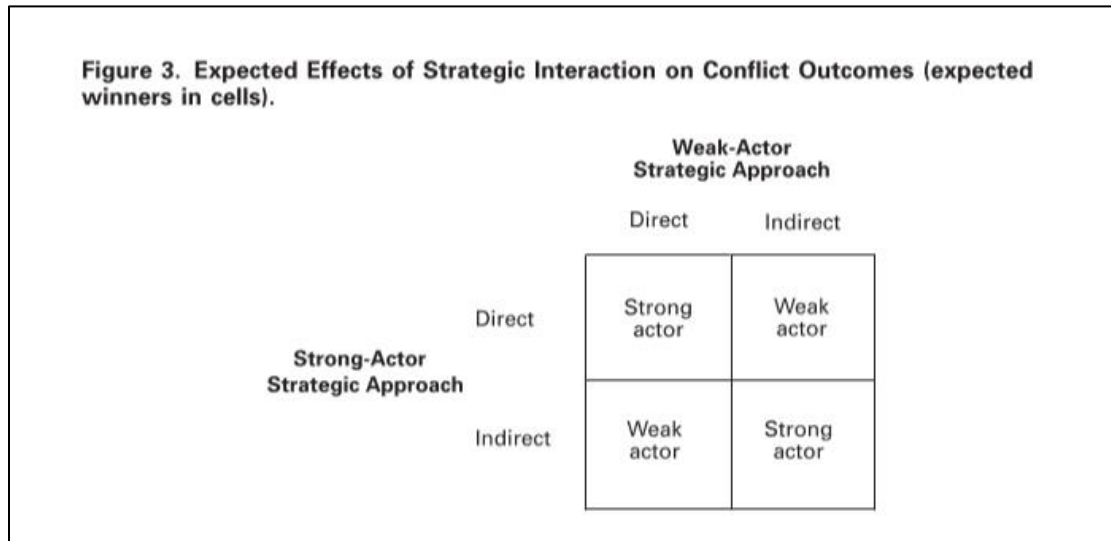 Figure 3. Expected Effects of Strategic Interaction on Conflict Outcomes (expected
winners in cells).
Weak-Actor
Strategic Approach
Direct Indirect
Direct
Strong
actor
Weak
actor
Strong-Actor
Strategic Approach
Indirect
Weak
actor
Strong
actor